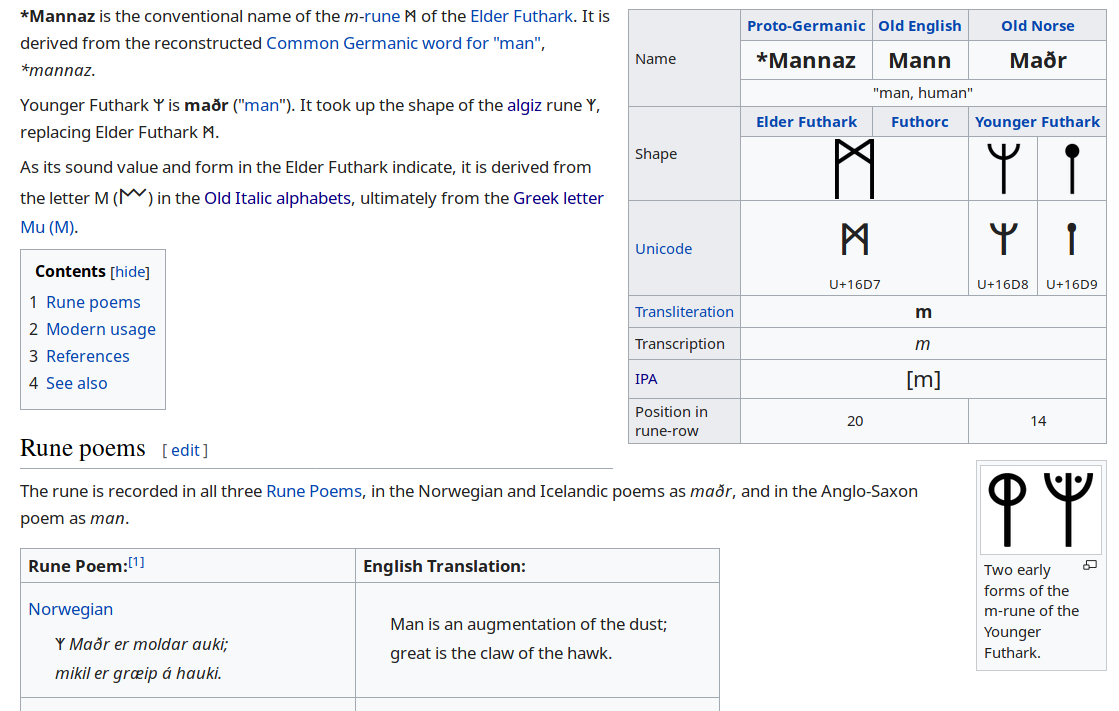 *Mannaz is the conventional name of the m-rune ᛗ of the Elder Futhark. It is
derived from the reconstructed Common Germanic word for "man",
*mannaz.
Younger Futhark ᛘ is maðr ("man"). It took up the shape of the algiz rune ᛉ,
replacing Elder Futhark ᛗ.
As its sound value and form in the Elder Futhark indicate, it is derived from
the letter M (𐌌) in the Old Italic alphabets, ultimately from the Greek letter
Mu (Μ).
Contents [hide]
1 Rune poems
2 Modern usage
3 References
4 See also
Name
Proto-Germanic Old English Old Norse
*Mannaz Mann Maðr
"man, human"
Shape
Elder Futhark Futhorc Younger Futhark
ᛗ ᛘ ᛙ
Unicode
ᛗ ᛘ ᛙ
U+16D7 U+16D8 U+16D9
Transliteration m
Transcription m
IPA [m]
Position in
rune-row
20 14
Rune poems [ edit ]
The rune is recorded in all three Rune Poems, in the Norwegian and Icelandic poems as maðr, and in the Anglo-Saxon
poem as man.
Two early
forms of the
m-rune of the
Younger
Futhark.
Rune Poem:[1] English Translation:
Norwegian
ᛘ Maðr er moldar auki;
mikil er græip á hauki.
Man is an augmentation of the dust;
great is the claw of the hawk.